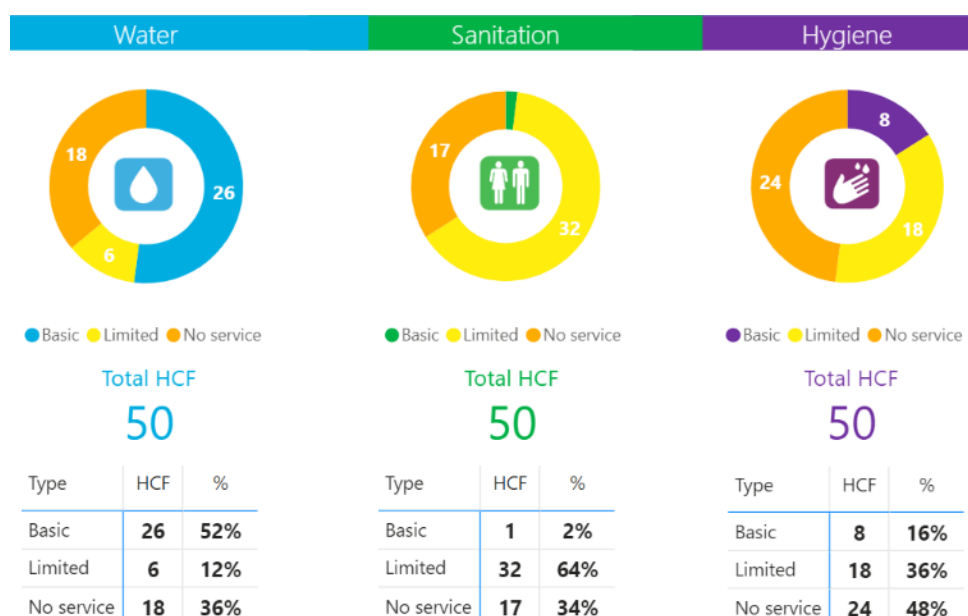 Water
Sanitation
Hygiene
18
26
6
17
32
8
24
18
Basic Limited No service
Basic Limited No service
Basic Limited No service
Total HCF
50
Total HCF
50
Total HCF
50
Type HCF %
Basic 26 52%
Limited 6 12%
No service 18 36%
Type HCF %
Basic 1 2%
Limited 32 64%
No service 17 34%
Type HCF %
Basic 8 16%
Limited 18 36%
No service 24 48%